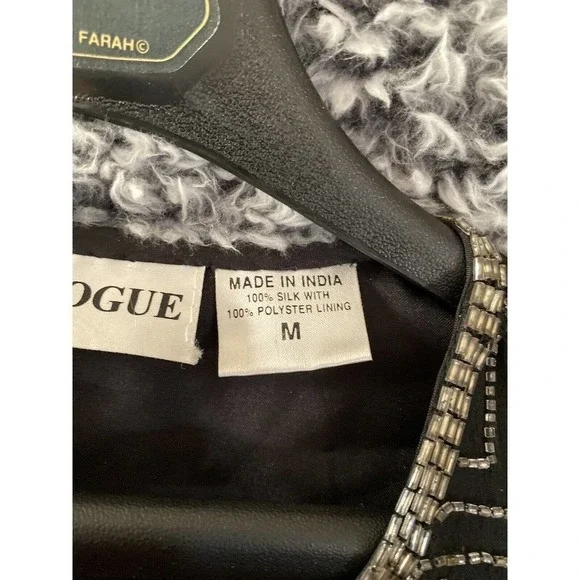 FARAH©
OGUE
MADE IN INDIA
100% SILK WITH
100% POLYSTER LINING
M